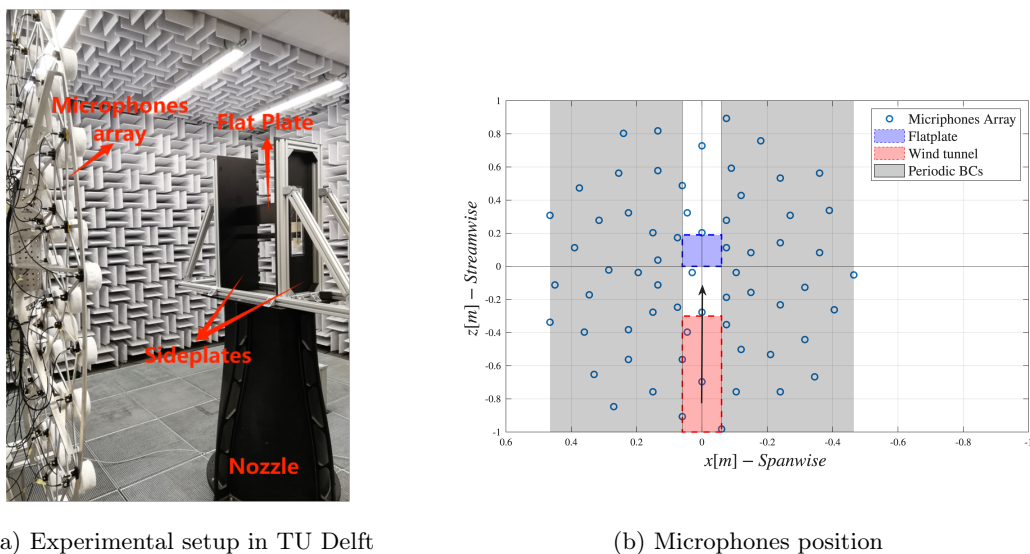 Microphones
array
Flat Plate
Sideplates
Nozzle
a) Experimental setup in TU Delft
1
0.8
0.6
0.4
0.2
0
-0.2
-0.4
-0.6
-0.8
-1
0.6
0.4
0.2
0
-0.2
-0.4
-0.6
-0.8
-1
z[m] − Streamwise
x[m] − Spanwise
Micriphones Array
Flatplate
Wind tunnel
Periodic BCs
(b) Microphones position